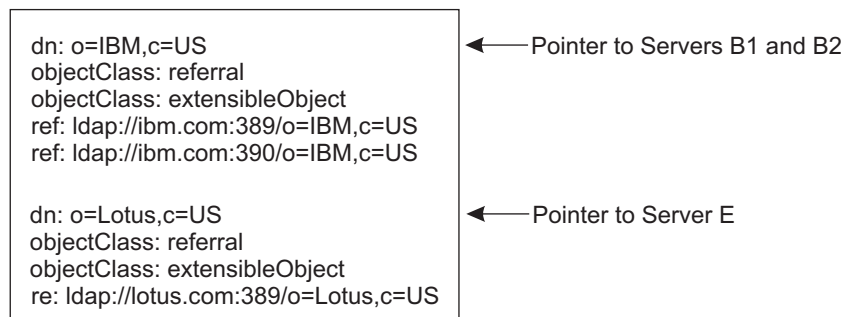 dn: o=IBM,c=US
Pointer to Servers B1 and B2
objectClass: referral
objectClass: extensibleObject
ref: ldap://ibm.com:389/o=IBM,c=US
ref: ldap://ibm.com:390/o=IBM,c=US
dn: o=Lotus,c=US
Pointer to Server E
objectClass: referral
objectClass: extensibleObject
re: ldap://lotus.com:389/o=Lotus,c=US